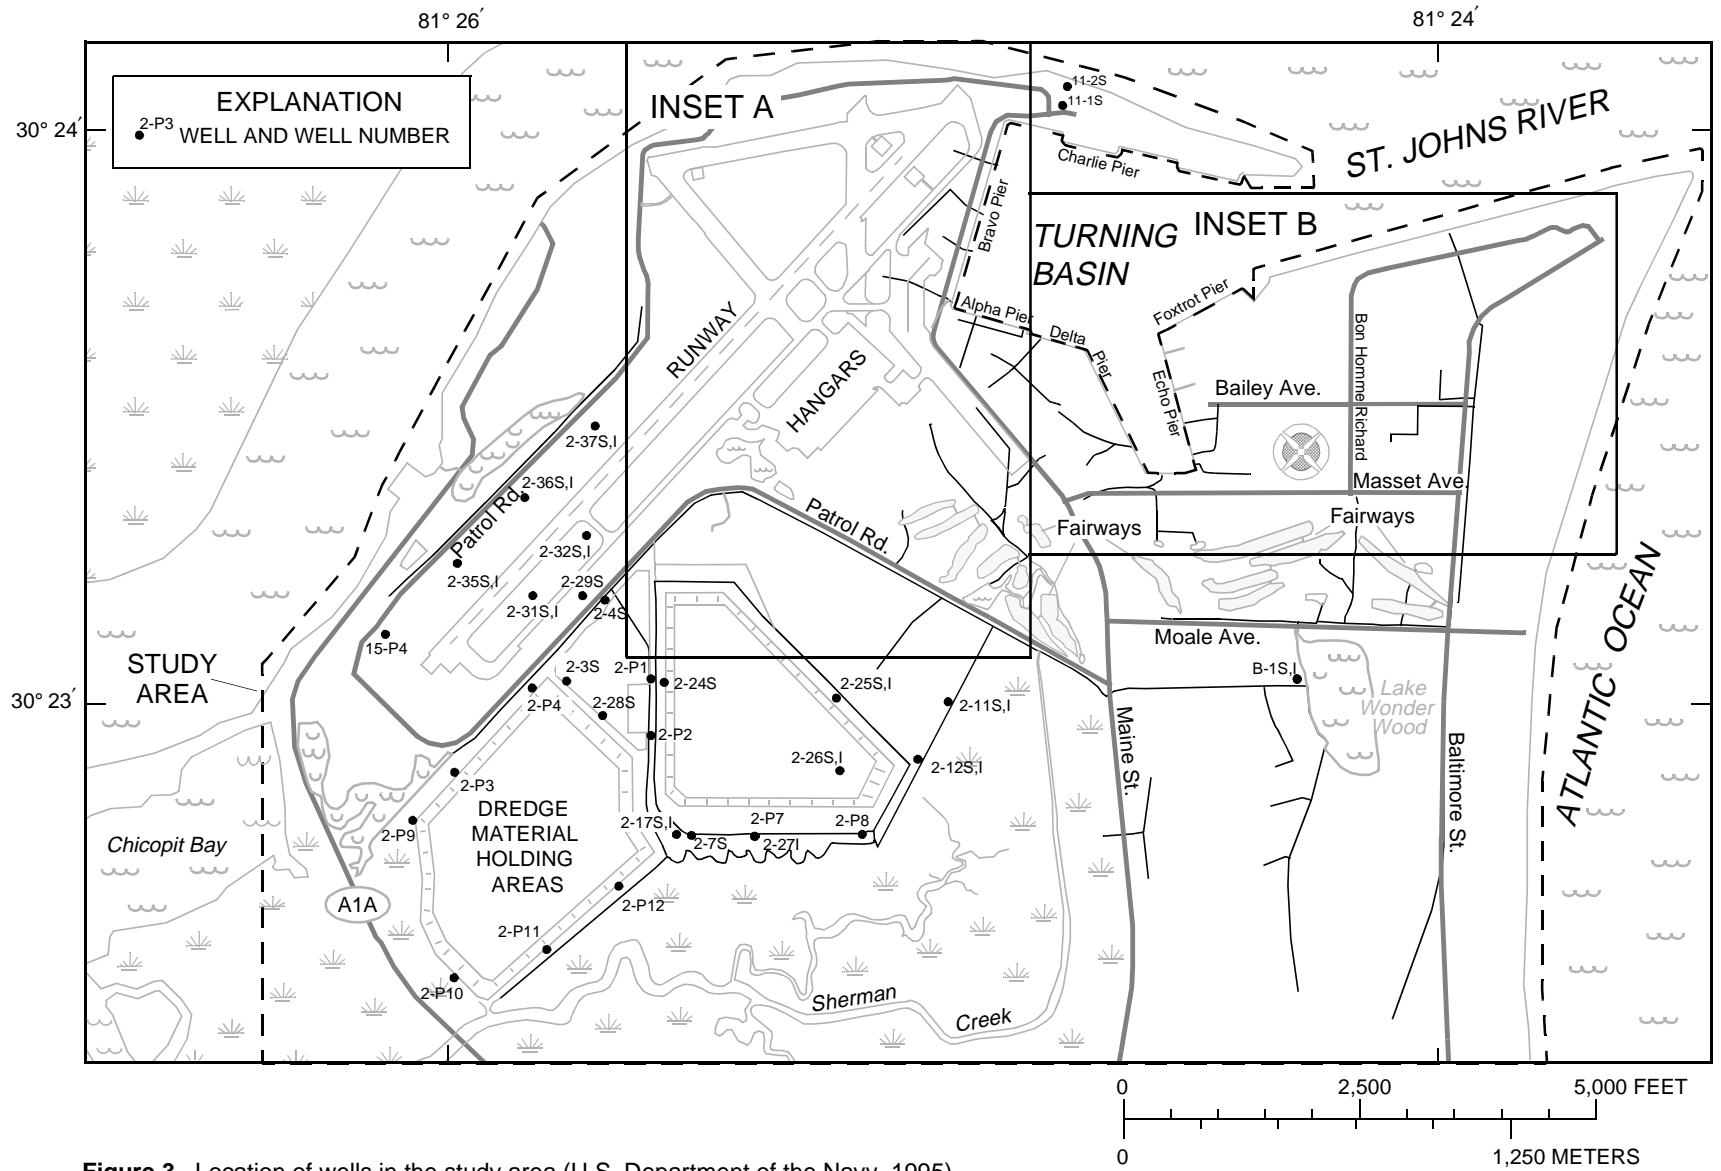 81° 26′
81° 24′
EXPLANATION
2-P3
WELL AND WELL NUMBER
30° 24′
INSET A
11-2S
11-1S
Charlie Pier
ST. JOHNS RIVER
Bravo Pier
TURNING
BASIN
INSET B
Alpha Pier
Delta
Pier
Foxtrot Pier
Echo Pier
Bon Homme Richard
Bailey Ave.
Masset Ave.
RUNWAY
HANGARS
2-37S,I
2-36S,I
Patrol Rd.
Patrol Rd.
Fairways
Fairways
2-32S,I
2-35S,I
2-29S
2-31S,I
2-4S
15-P4
Moale Ave.
ATLANTIC OCEAN
STUDY
AREA
30° 23′
2-3S
2-P1
2-24S
2-25S,I
2-11S,I
B-1S,I
Lake
Wonder
Wood
2-P4
2-28S
2-P2
2-26S,I
2-12S,I
Maine St.
Baltimore St.
2-P3
DREDGE
MATERIAL
HOLDING
AREAS
2-P9
2-17S,I
2-7S
2-P7
2-27I
2-P8
Chicopit Bay
A1A
2-P12
2-P11
2-P10
Sherman
Creek
0
2,500
5,000 FEET
0
1,250 METERS
Figure 3. Location of wells in the study area (U.S. Department of the Navy, 1995)